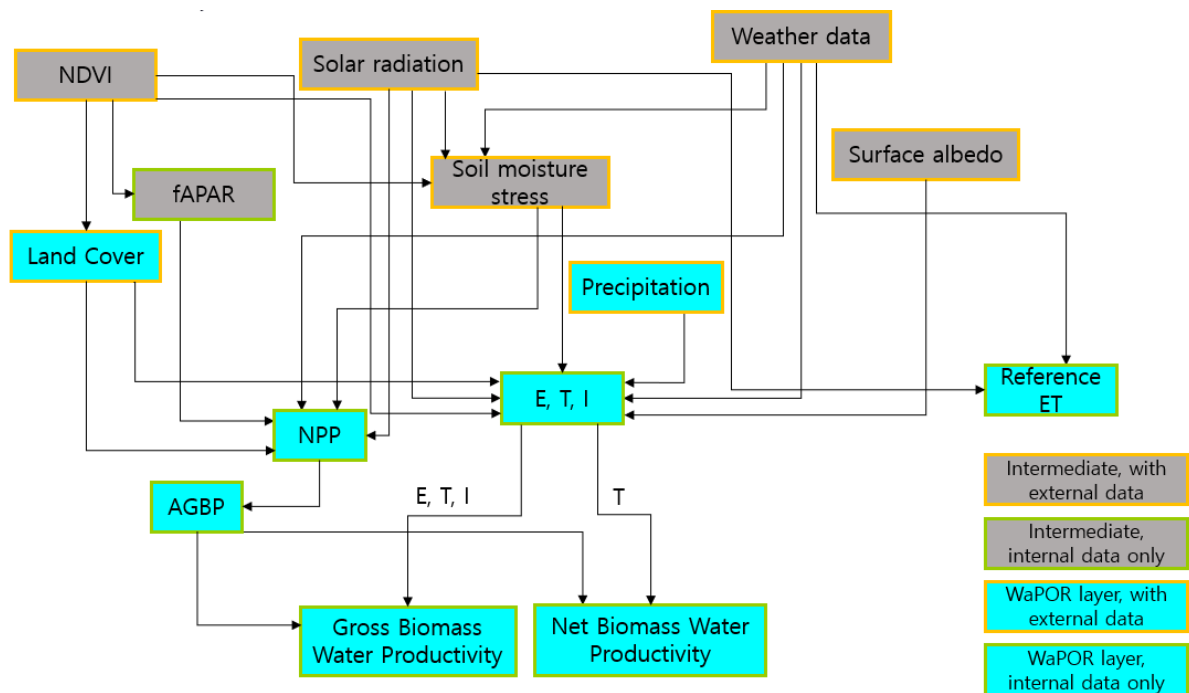 Weather data
Solar radiation
NDVI
Surface albedo
Soil moisture
stress
fAPAR
Land Cover
Precipitation
Reference
ET
E, T, I
NPP
Intermediate, with
external data
AGBP
E, T, I
T
Intermediate,
internal data only
WaPOR layer, with
external data
Gross Biomass
Water Productivity
Net Biomass Water
Productivity
WaPOR layer,
internal data only